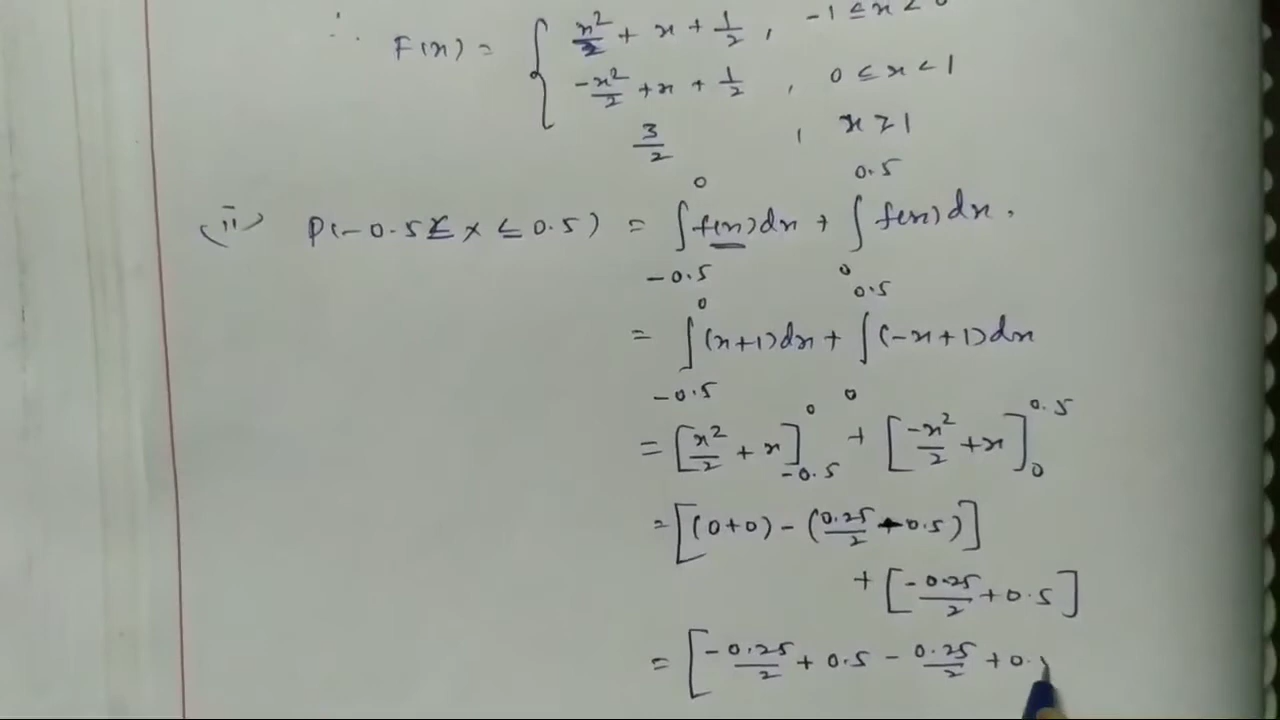 ∴ F(x) = { x²/2 + x + 1/2 , -1 ≤ x <
-x²/2 + x + 1/2 , 0 ≤ x < 1
3/2 , x > 1
(ii) P(-0.5 ≤ x ≤ 0.5) = ∫_{-0.5}^{0} f(x) dx + ∫_{0}^{0.5} f(x) dx.
= ∫_{-0.5}^{0} (x+1) dx + ∫_{0}^{0.5} (-x+1) dx
= [x²/2 + x]_{-0.5}^{0} + [-x²/2 + x]_{0}^{0.5}
= [(0+0) - (0.25/2 - 0.5)]
+ [-0.25/2 + 0.5]
= [-0.25/2 + 0.5 - 0.25/2 + 0.